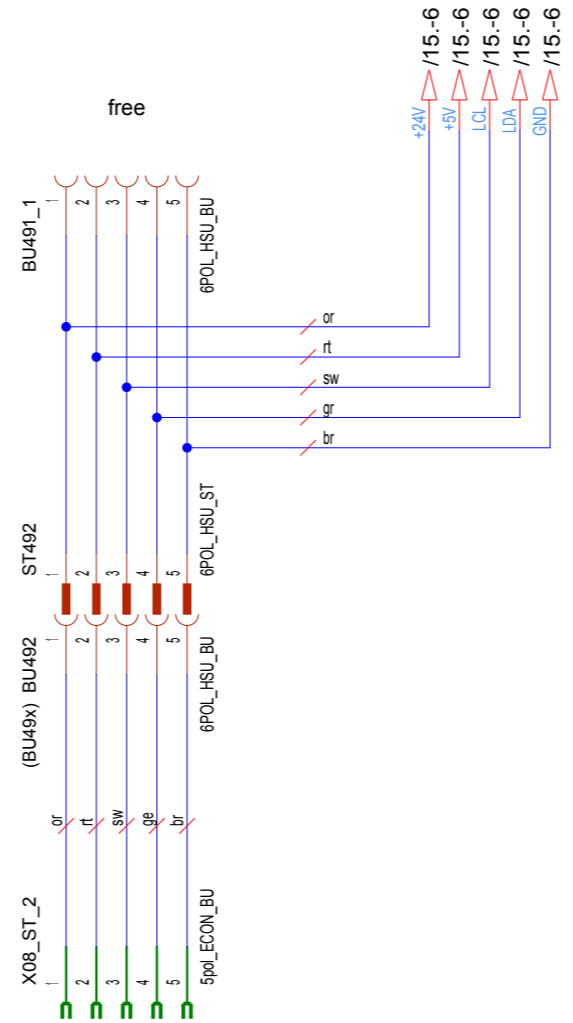 /15.-6
/15.-6
/15.-6
/15.-6
/15.-6
+24V
+5V
LCL
LDA
GND
free
BU491_1
1
2
3
4
5
6POL_HSU_BU
or
rt
sw
gr
br
ST492
1
2
3
4
5
6POL_HSU_ST
(BU49x) BU492
1
2
3
4
5
6POL_HSU_BU
or
rt
sw
ge
br
X08_ST_2
1
2
3
4
5
5pol_ECON_BU